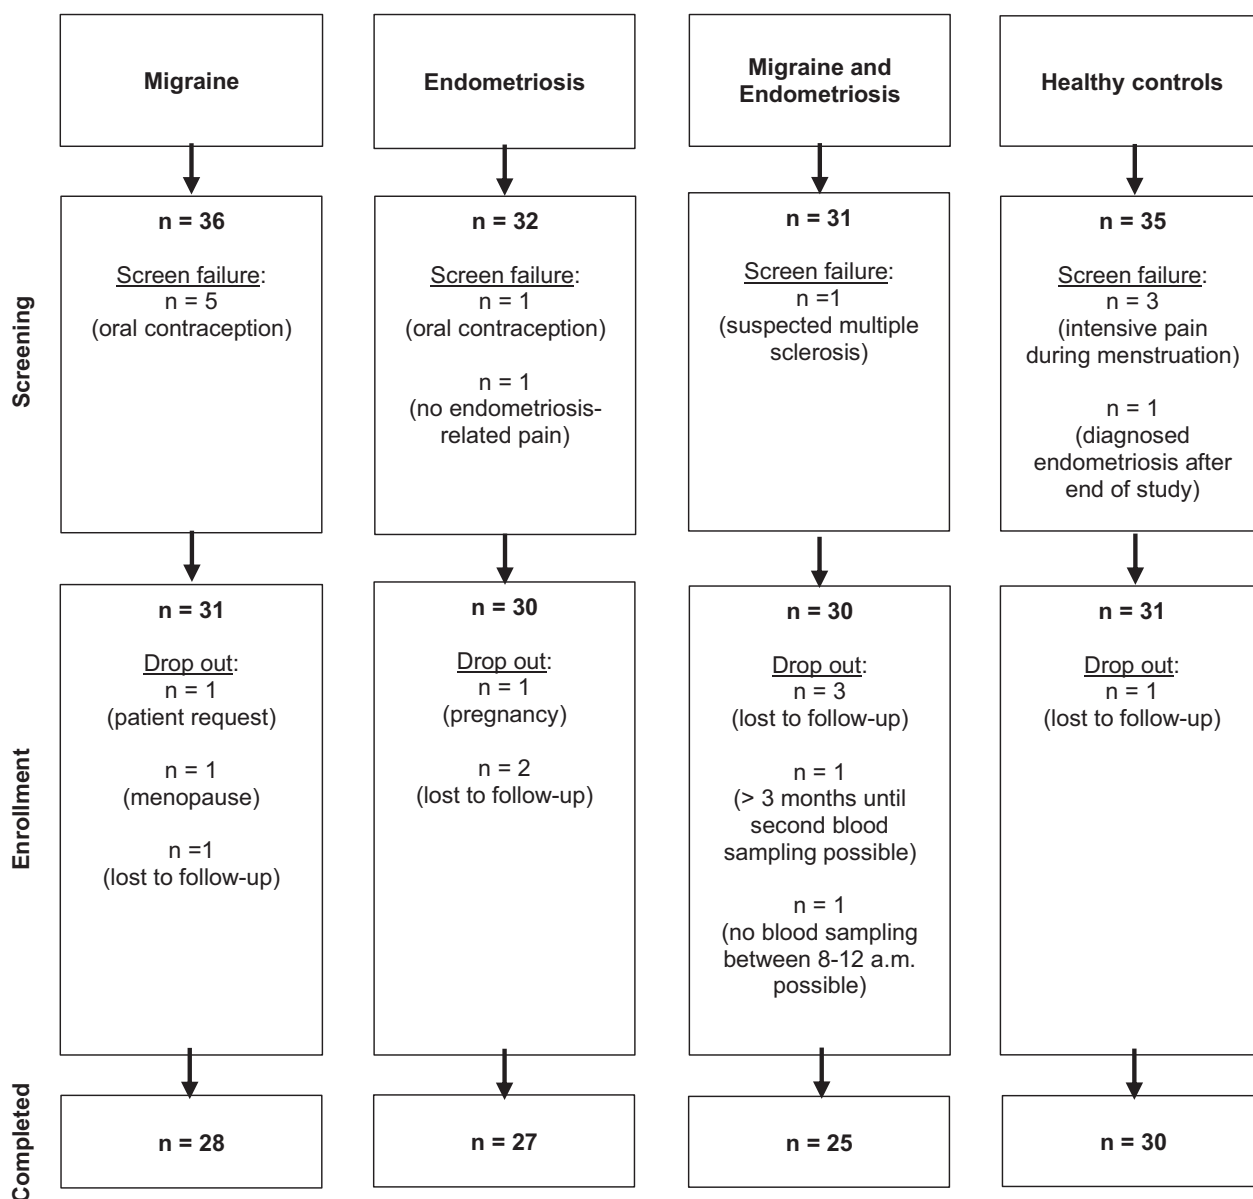 Migraine
Endometriosis
Migraine and
Endometriosis
Healthy controls
Screening
n = 36
Screen failure:
n = 5
(oral contraception)
n = 32
Screen failure:
n = 1
(oral contraception)
n = 1
(no endometriosis-
related pain)
n = 31
Screen failure:
n =1
(suspected multiple
sclerosis)
n = 35
Screen failure:
n = 3
(intensive pain
during menstruation)
n = 1
(diagnosed
endometriosis after
end of study)
Enrollment
n = 31
Drop out:
n = 1
(patient request)
n = 1
(menopause)
n =1
(lost to follow-up)
n = 30
Drop out:
n = 1
(pregnancy)
n = 2
(lost to follow-up)
n = 30
Drop out:
n = 3
(lost to follow-up)
n = 1
(> 3 months until
second blood
sampling possible)
n = 1
(no blood sampling
between 8-12 a.m.
possible)
n = 31
Drop out:
n = 1
(lost to follow-up)
Completed
n = 28
n = 27
n = 25
n = 30